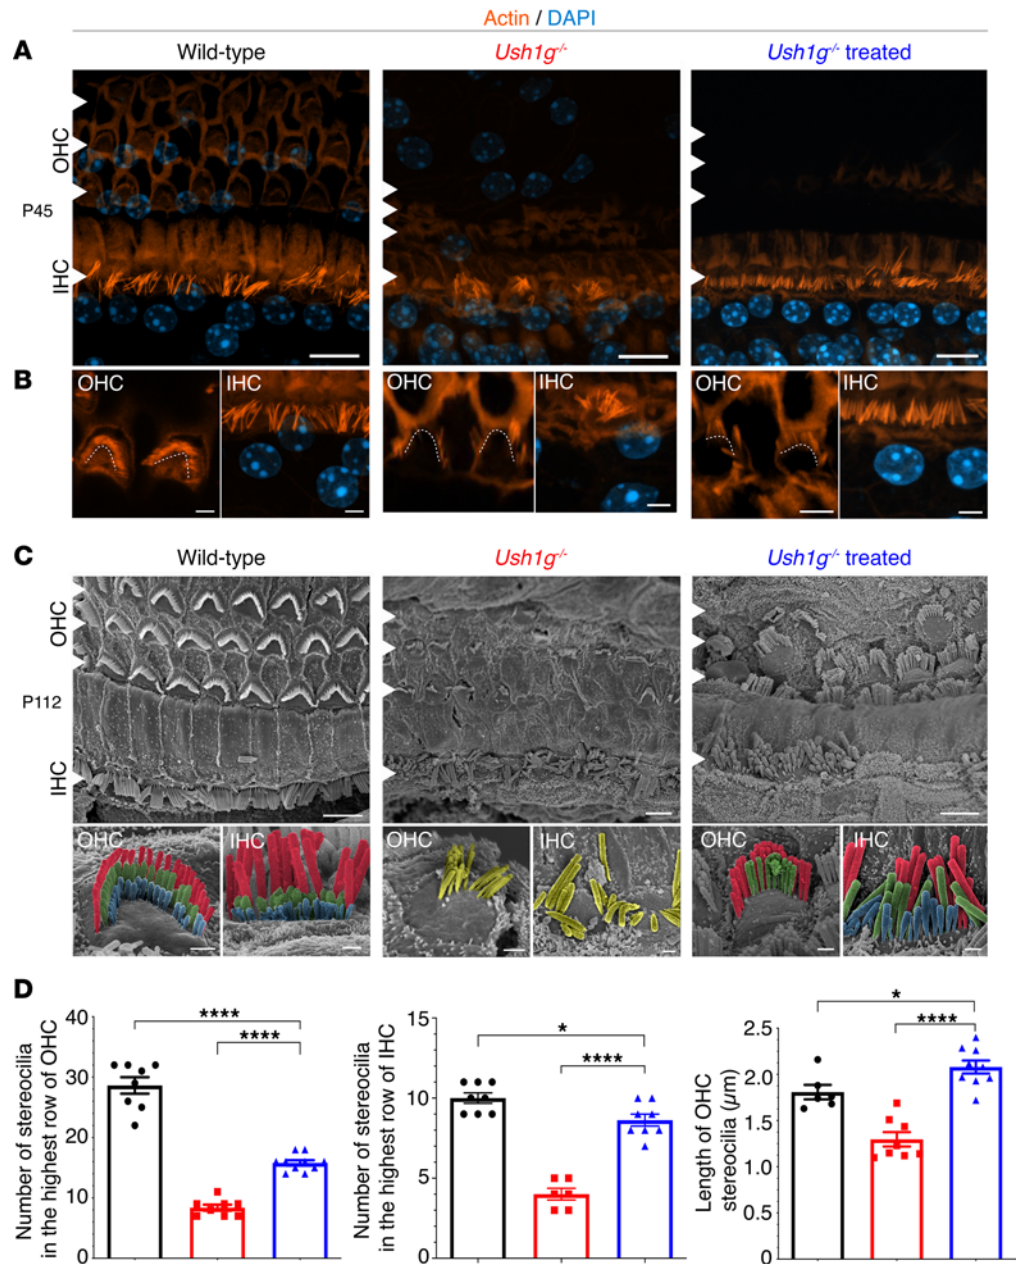 Actin / DAPI
A
Wild-type
Ush1g-/-
Ush1g-/- treated
OHC
P45
IHC
B
OHC
IHC
OHC
IHC
OHC
IHC
C
Wild-type
Ush1g-/-
Ush1g-/- treated
OHC
P112
IHC
OHC
IHC
OHC
IHC
OHC
IHC
D
Number of stereocilia
in the highest row of OHC
40
30
20
10
0
****
****
Number of stereocilia
in the highest row of IHC
15
10
5
0
*
****
Length of OHC
stereocilia (µm)
2.5
2.0
1.5
1.0
0.5
0
*
****